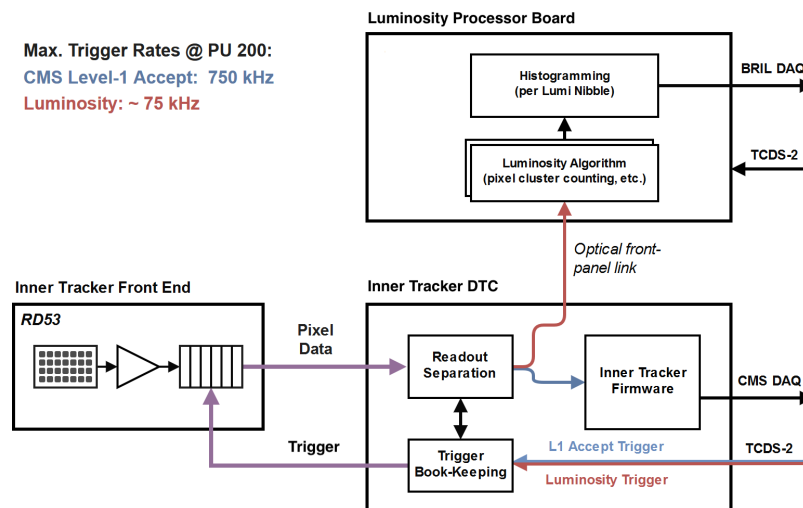 Luminosity Processor Board
Max. Trigger Rates @ PU 200:
CMS Level-1 Accept: 750 kHz
Luminosity: ~ 75 kHz
Histogramming
(per Lumi Nibble)
BRIL DAQ
Luminosity Algorithm
(pixel cluster counting, etc.)
TCDS-2
Optical front-
panel link
Inner Tracker Front End
Inner Tracker DTC
RD53
Pixel
Data
Readout
Separation
Inner Tracker
Firmware
CMS DAQ
Trigger
Trigger
Book-Keeping
L1 Accept Trigger
Luminosity Trigger
TCDS-2